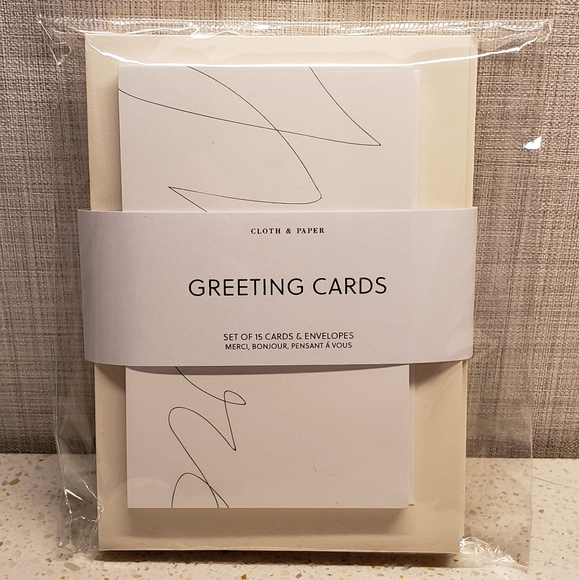 CLOTH & PAPER
GREETING CARDS
SET OF 15 CARDS & ENVELOPES
MERCI, BONJOUR, PENSANT Á VOUS